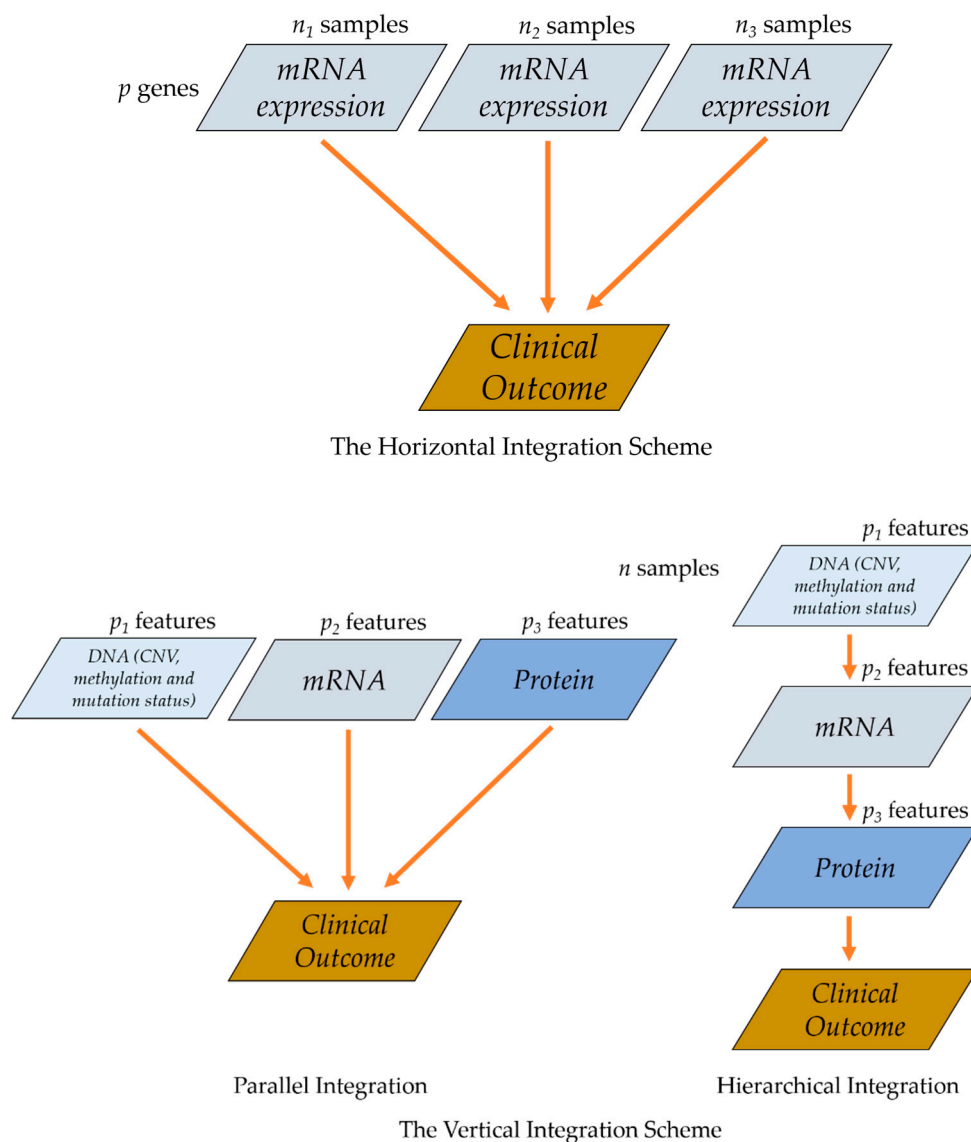 n₁ samples
n₂ samples
n₃ samples
p genes
mRNA
expression
mRNA
expression
mRNA
expression
Clinical
Outcome
The Horizontal Integration Scheme
n samples
p₁ features
p₂ features
p₃ features
DNA (CNV,
methylation and
mutation status)
mRNA
Protein
Clinical
Outcome
Parallel Integration
p₁ features
DNA (CNV,
methylation and
mutation status)
p₂ features
mRNA
p₃ features
Protein
Clinical
Outcome
Hierarchical Integration
The Vertical Integration Scheme